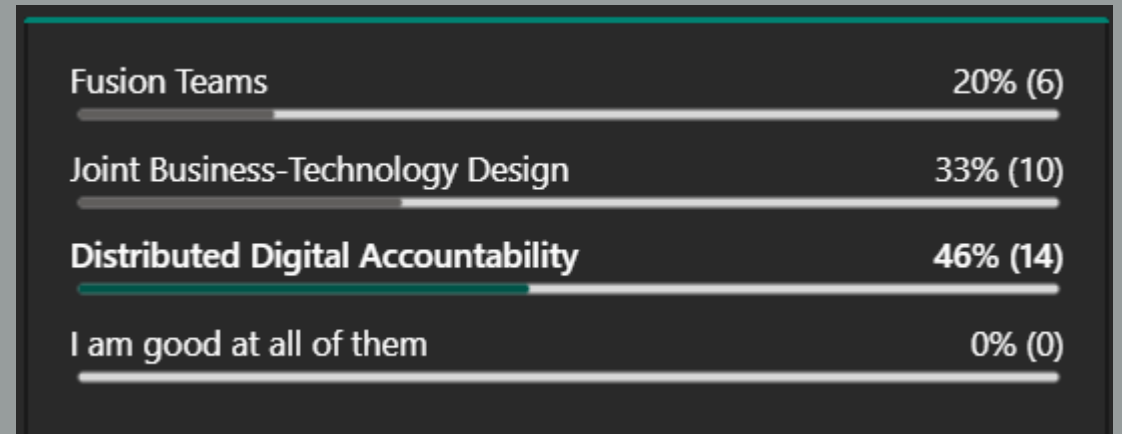 Fusion Teams 20% (6)
Joint Business-Technology Design 33% (10)
Distributed Digital Accountability 46% (14)
I am good at all of them 0% (0)